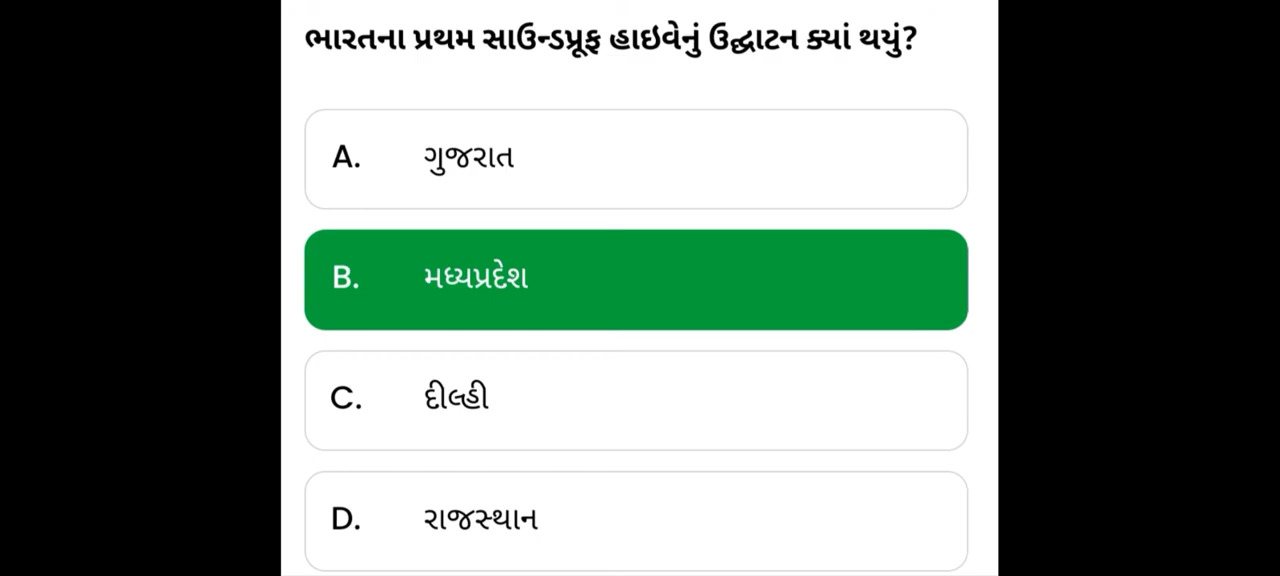 ભારતના પ્રથમ સાઉન્ડપ્રૂફ હાઇવેનું ઉદ્ઘાટન ક્યાં થયું?
A. ગુજરાત
B. મધ્યપ્રદેશ
C. દીલ્હી
D. રાજસ્થાન